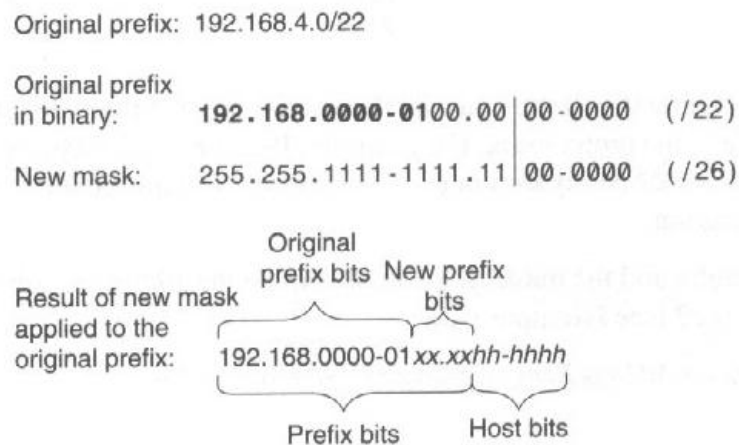 Original prefix: 192.168.4.0/22
Original prefix
in binary: 192.168.0000-0100.00 00-0000 (/22)
New mask: 255.255.1111-1111.11 00-0000 (/26)
Original
prefix bits New prefix
bits
Result of new mask
applied to the
original prefix: 192.168.0000-01xx.xxhh-hhhh
Prefix bits Host bits